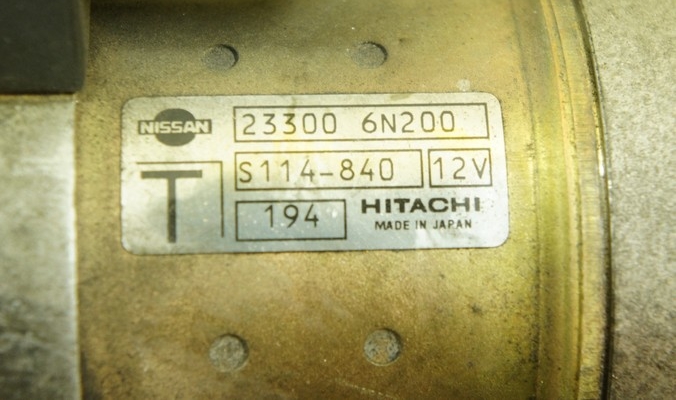 NISSAN 23300 6N200
T S114-840 12V
194 HITACHI
MADE IN JAPAN